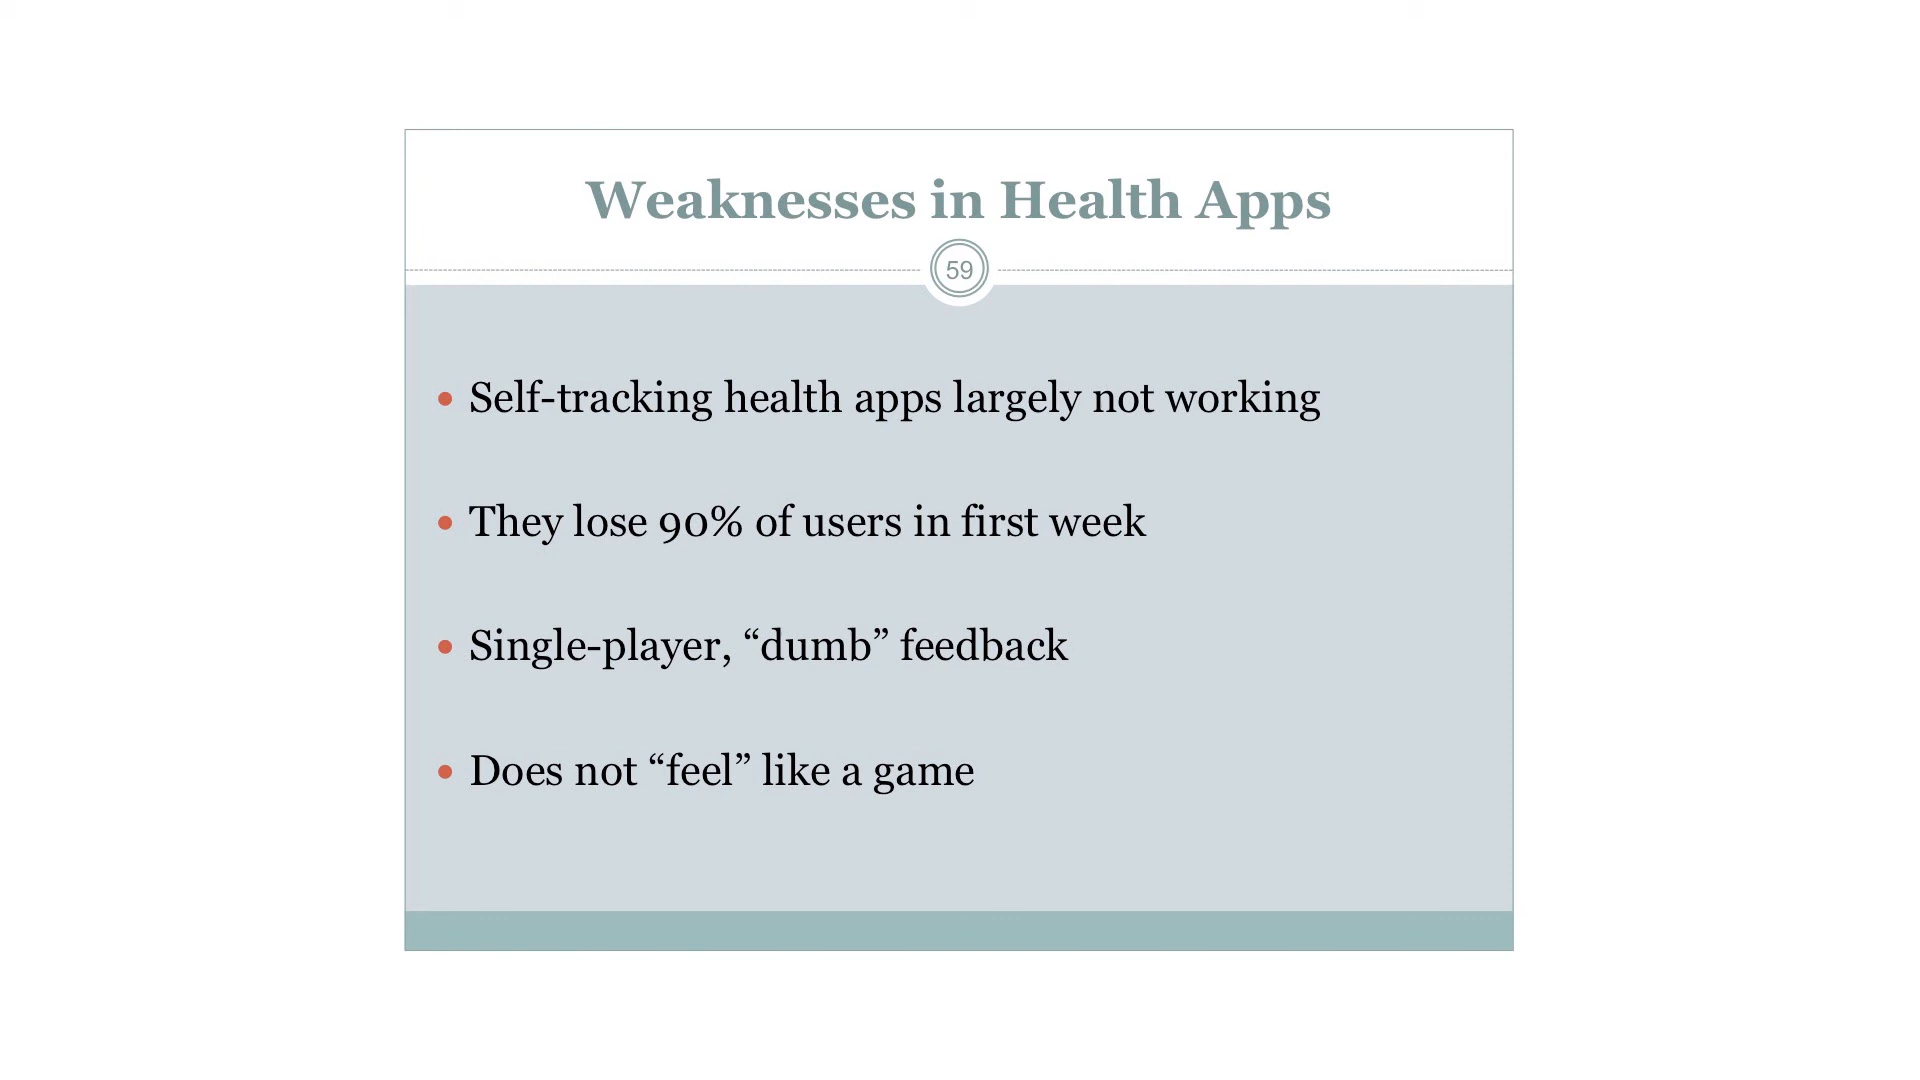 Weaknesses in Health Apps
59
• Self-tracking health apps largely not working
• They lose 90% of users in first week
• Single-player, “dumb” feedback
• Does not “feel” like a game